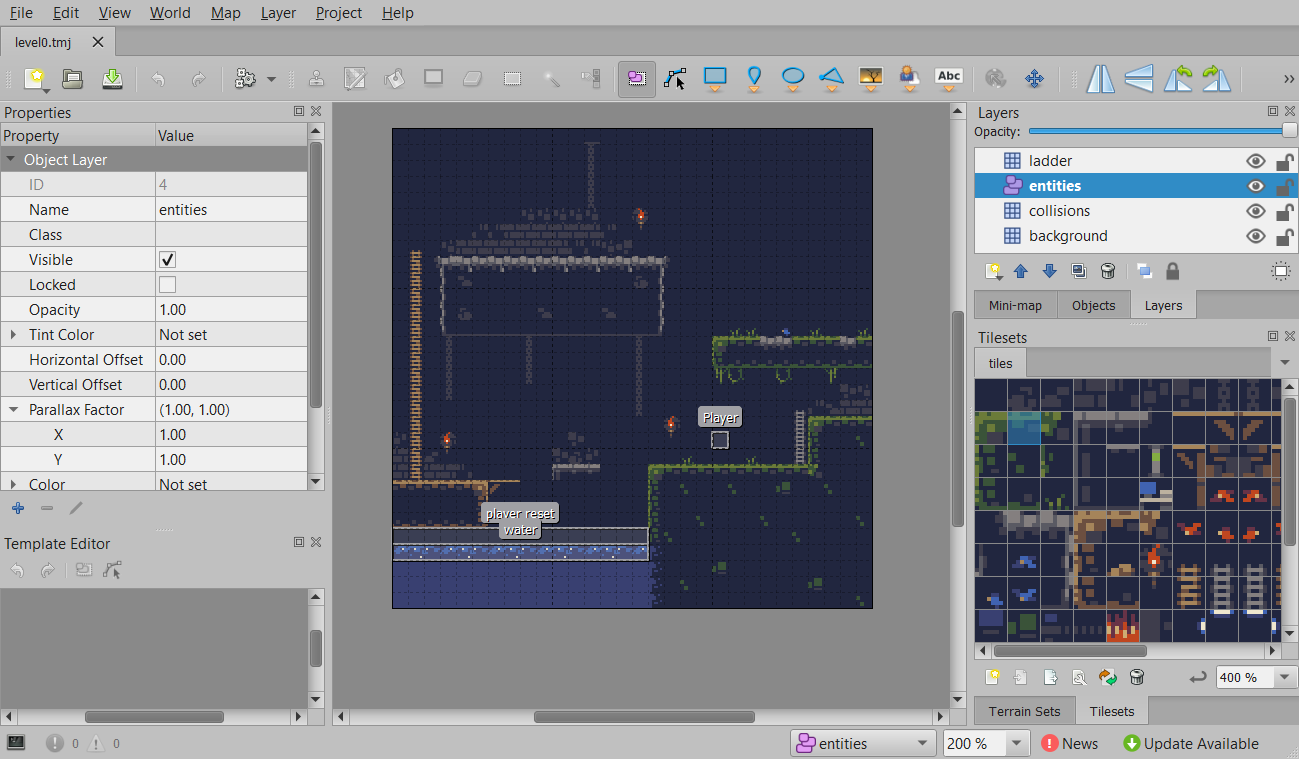 File Edit View World Map Layer Project Help
level0.tmj
Abc
Properties
Property Value
Object Layer
ID 4
Name entities
Class
Visible
Locked
Opacity 1.00
Tint Color Not set
Horizontal Offset 0.00
Vertical Offset 0.00
Parallax Factor (1.00, 1.00)
X 1.00
Y 1.00
Color Not set
Template Editor
Player
player reset
water
Layers
Opacity:
ladder
entities
collisions
background
Mini-map Objects Layers
Tilesets
tiles
400 %
Terrain Sets Tilesets
0 0
entities
200 %
News
Update Available